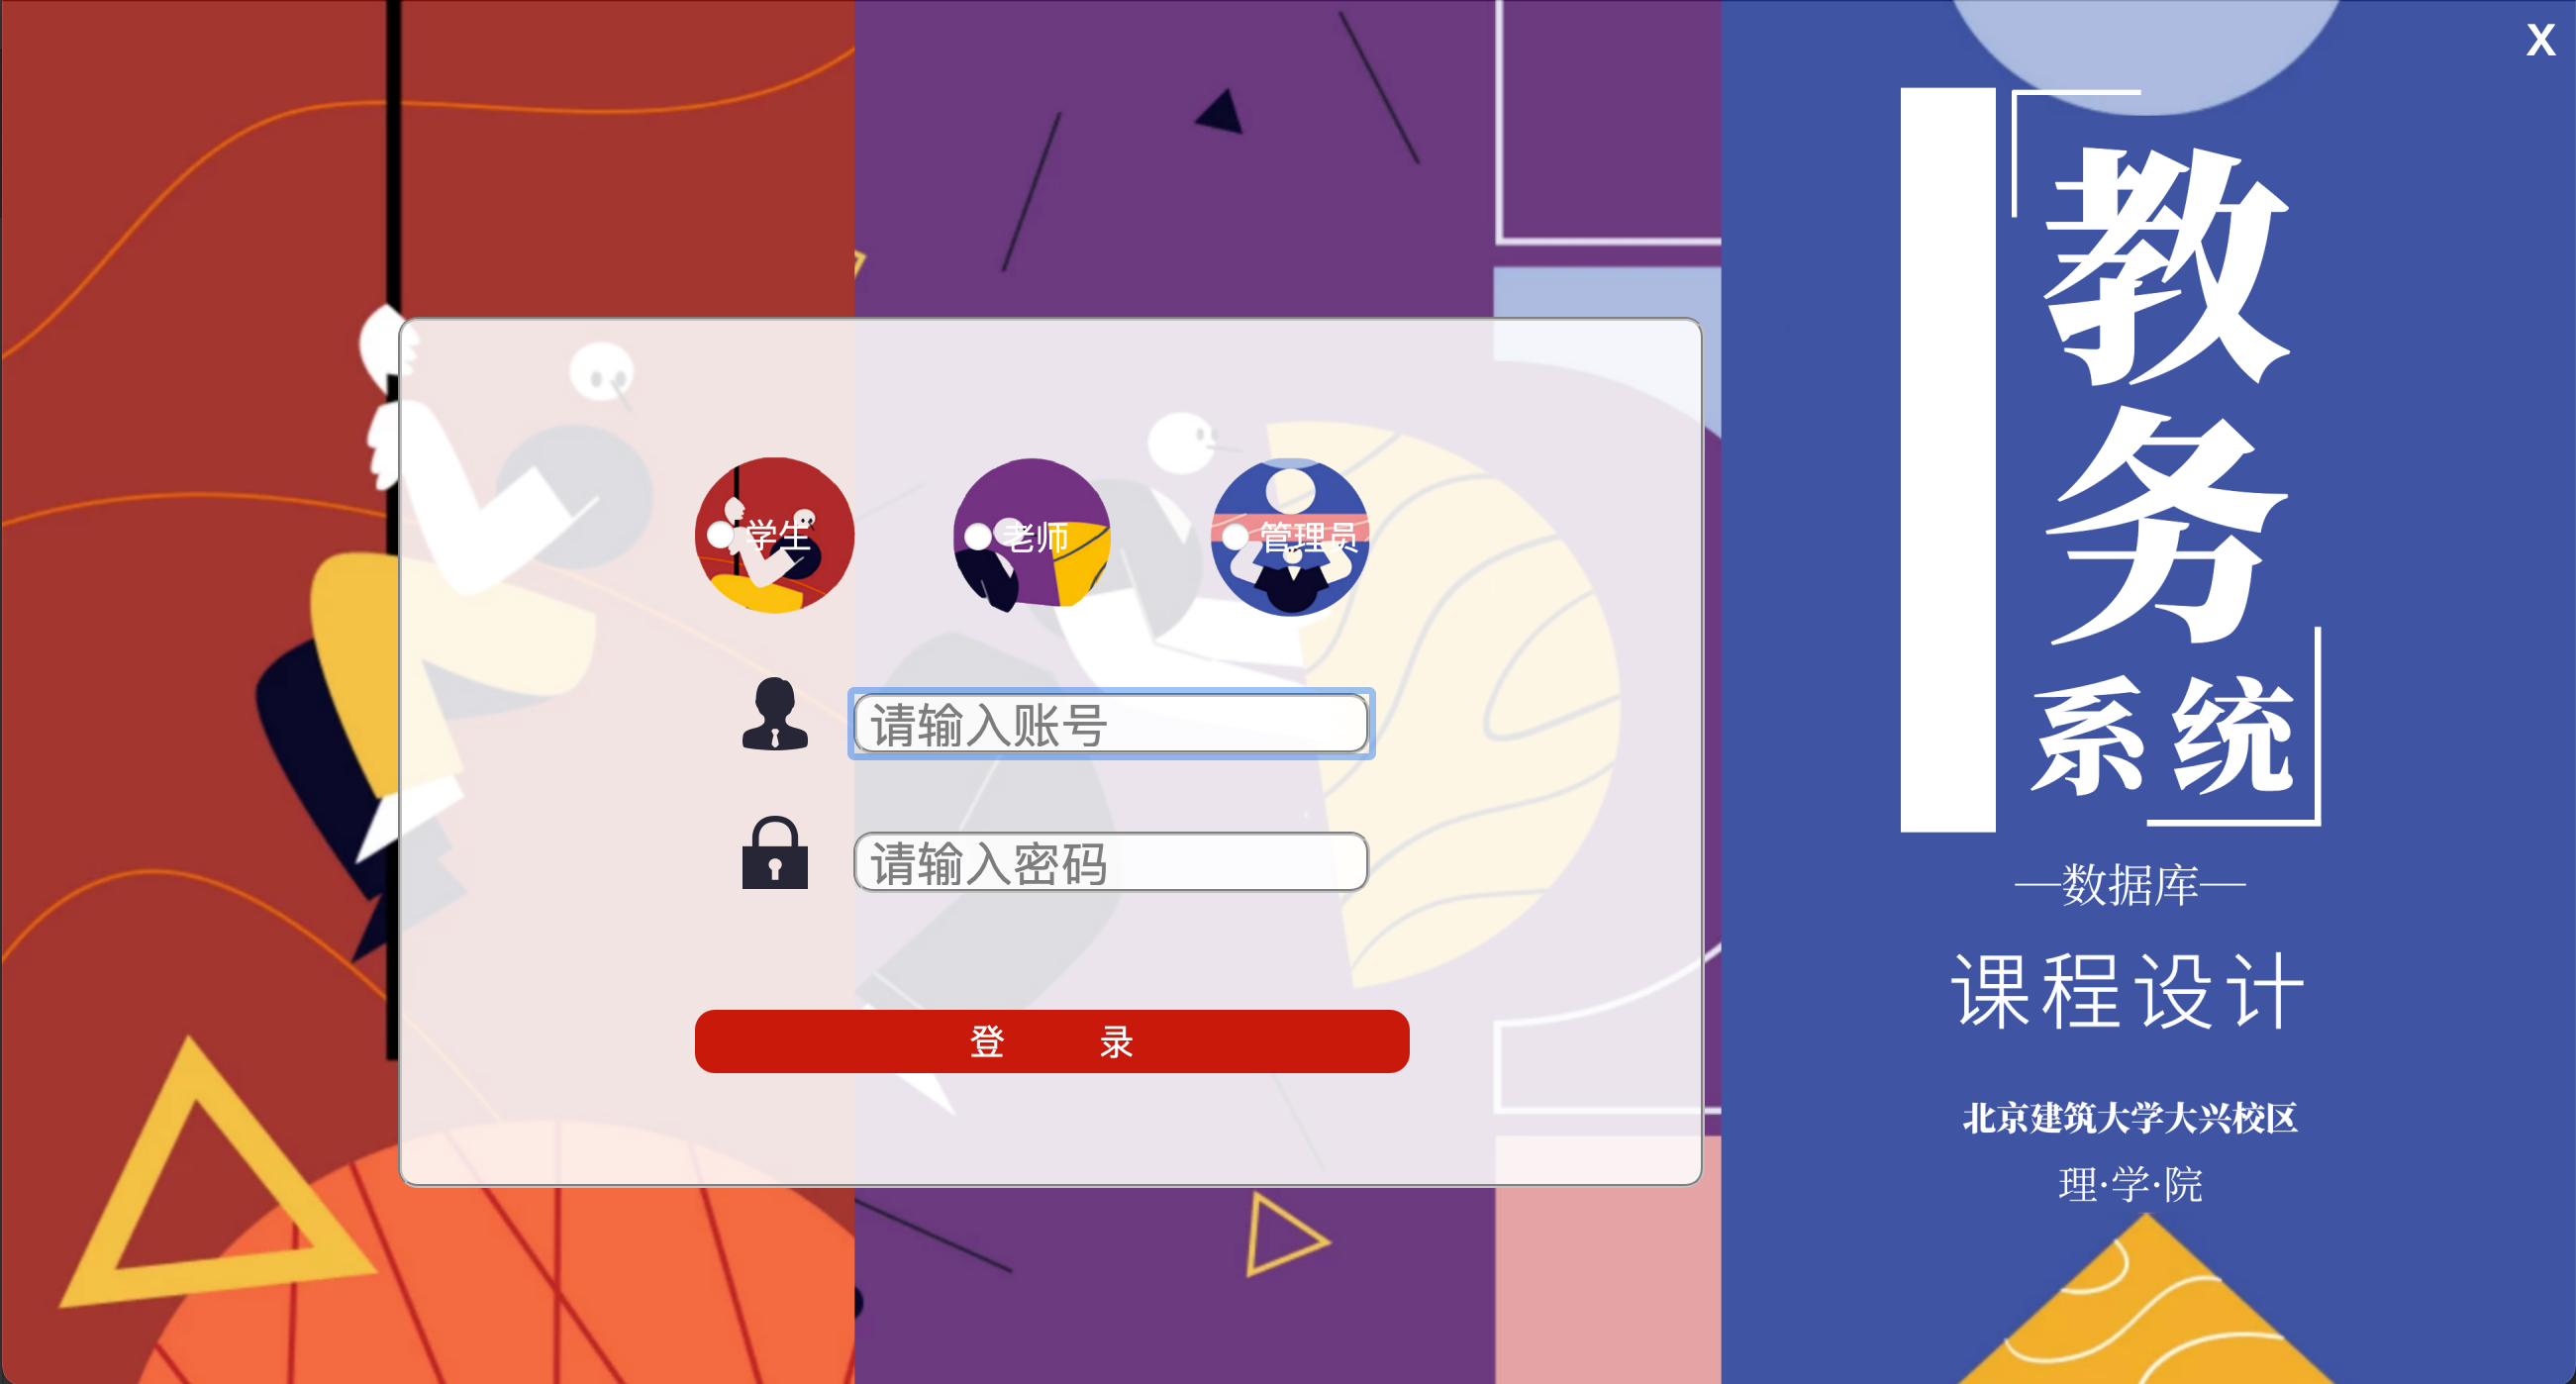 X
教
务
系统
—数据库—
课程设计
北京建筑大学大兴校区
理·学·院
学生
老师
管理员
请输入账号
请输入密码
登 录